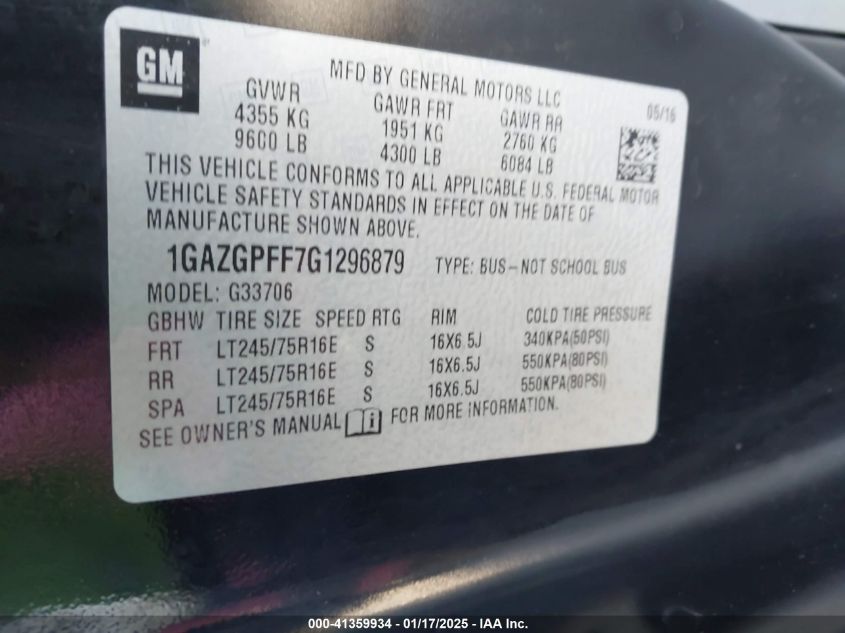 GM
MFD BY GENERAL MOTORS LLC
05/16
GVWR GAWR FRT GAWR RR
4355 KG 1951 KG 2760 KG
9600 LB 4300 LB 6084 LB
THIS VEHICLE CONFORMS TO ALL APPLICABLE U.S. FEDERAL MOTOR
VEHICLE SAFETY STANDARDS IN EFFECT ON THE DATE OF
MANUFACTURE SHOWN ABOVE.
1GAZGPFF7G1296879 TYPE: BUS–NOT SCHOOL BUS
MODEL: G33706
GBHW TIRE SIZE SPEED RTG RIM COLD TIRE PRESSURE
FRT LT245/75R16E S 16X6.5J 340KPA(50PSI)
RR LT245/75R16E S 16X6.5J 550KPA(80PSI)
SPA LT245/75R16E S 16X6.5J 550KPA(80PSI)
SEE OWNER'S MANUAL FOR MORE INFORMATION.
000-41359934 - 01/17/2025 - IAA Inc.